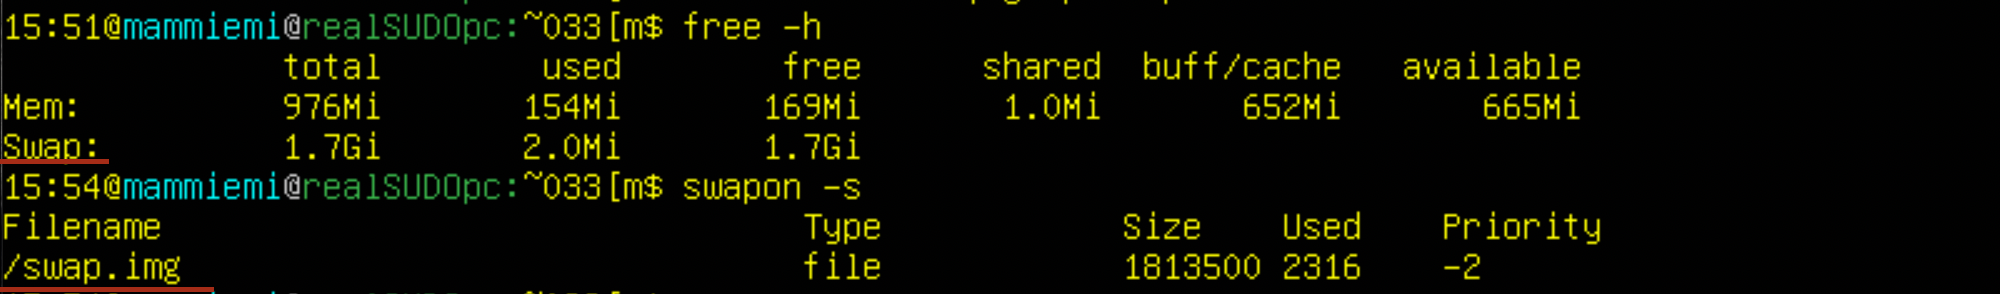 15:51@mammiemi@realSUDOpc:~033[m$ free -h
total used free shared buff/cache available
Mem: 976Mi 154Mi 169Mi 1.0Mi 652Mi 665Mi
Swap: 1.7Gi 2.0Mi 1.7Gi
15:54@mammiemi@realSUDOpc:~033[m$ swapon -s
Filename Type Size Used Priority
/swap.img file 1813500 2316 -2